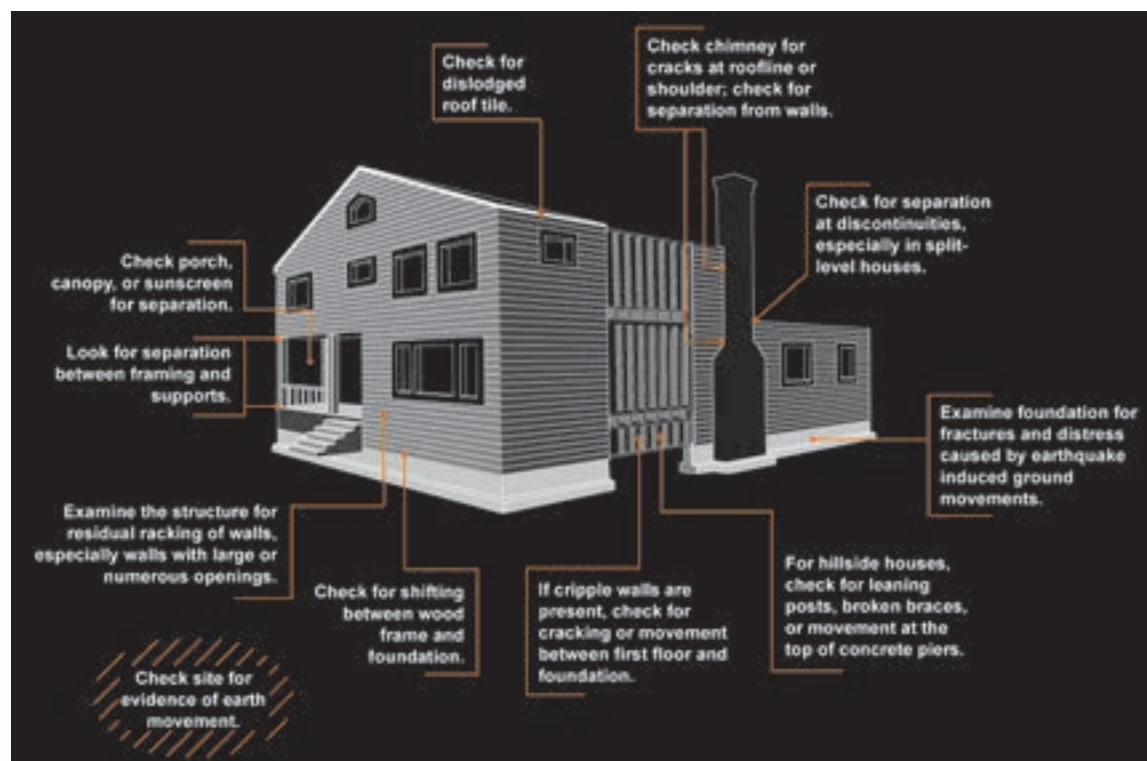 Check for
dislodged
roof tile.
Check chimney for
cracks at roofline or
shoulder; check for
separation from walls.
Check for separation
at discontinuities,
especially in split-
level houses.
Check porch,
canopy, or sunscreen
for separation.
Look for separation
between framing and
supports.
Examine foundation for
fractures and distress
caused by earthquake
induced ground
movements.
Examine the structure for
residual racking of walls,
especially walls with large or
numerous openings.
Check for shifting
between wood
frame and
foundation.
If cripple walls are
present, check for
cracking or movement
between first floor and
foundation.
For hillside houses,
check for leaning
posts, broken braces,
or movement at the
top of concrete piers.
Check site for
evidence of earth
movement.